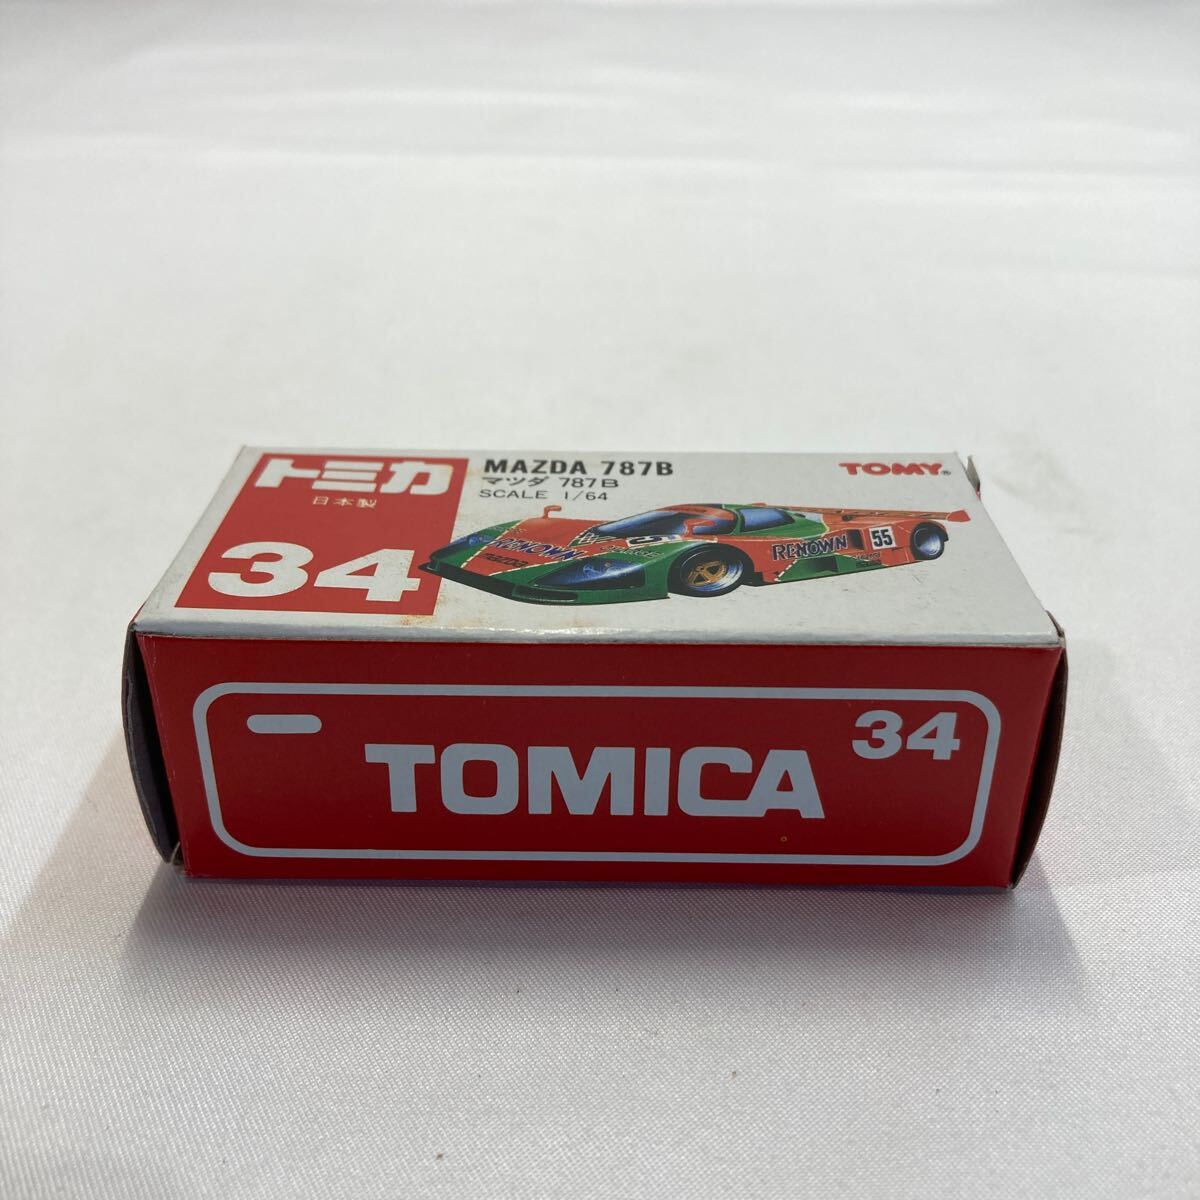 トミカ
日本製
34
MAZDA 787B
マツダ 787B
SCALE 1/64
TOMY®
RENOWN
55
RENOWN
TOMICA
34